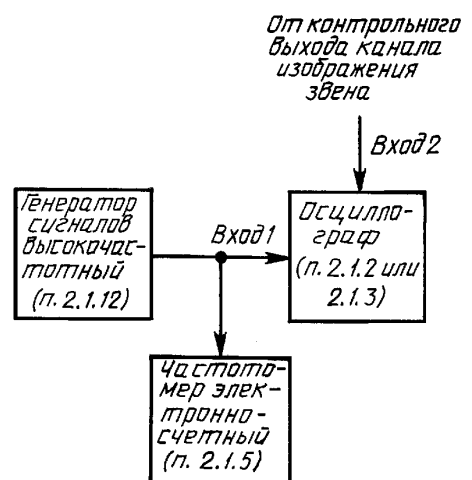 От контрольного
выхода канала
изображения
звена
Вход 2
Генератор
сигналов
высокочас-
тотный
(п. 2.1.12)
Вход 1
Осцилло-
граф
(п. 2.1.2 или
2.1.3)
Частото-
мер элек-
тронно-
счетный
(п. 2.1.5)